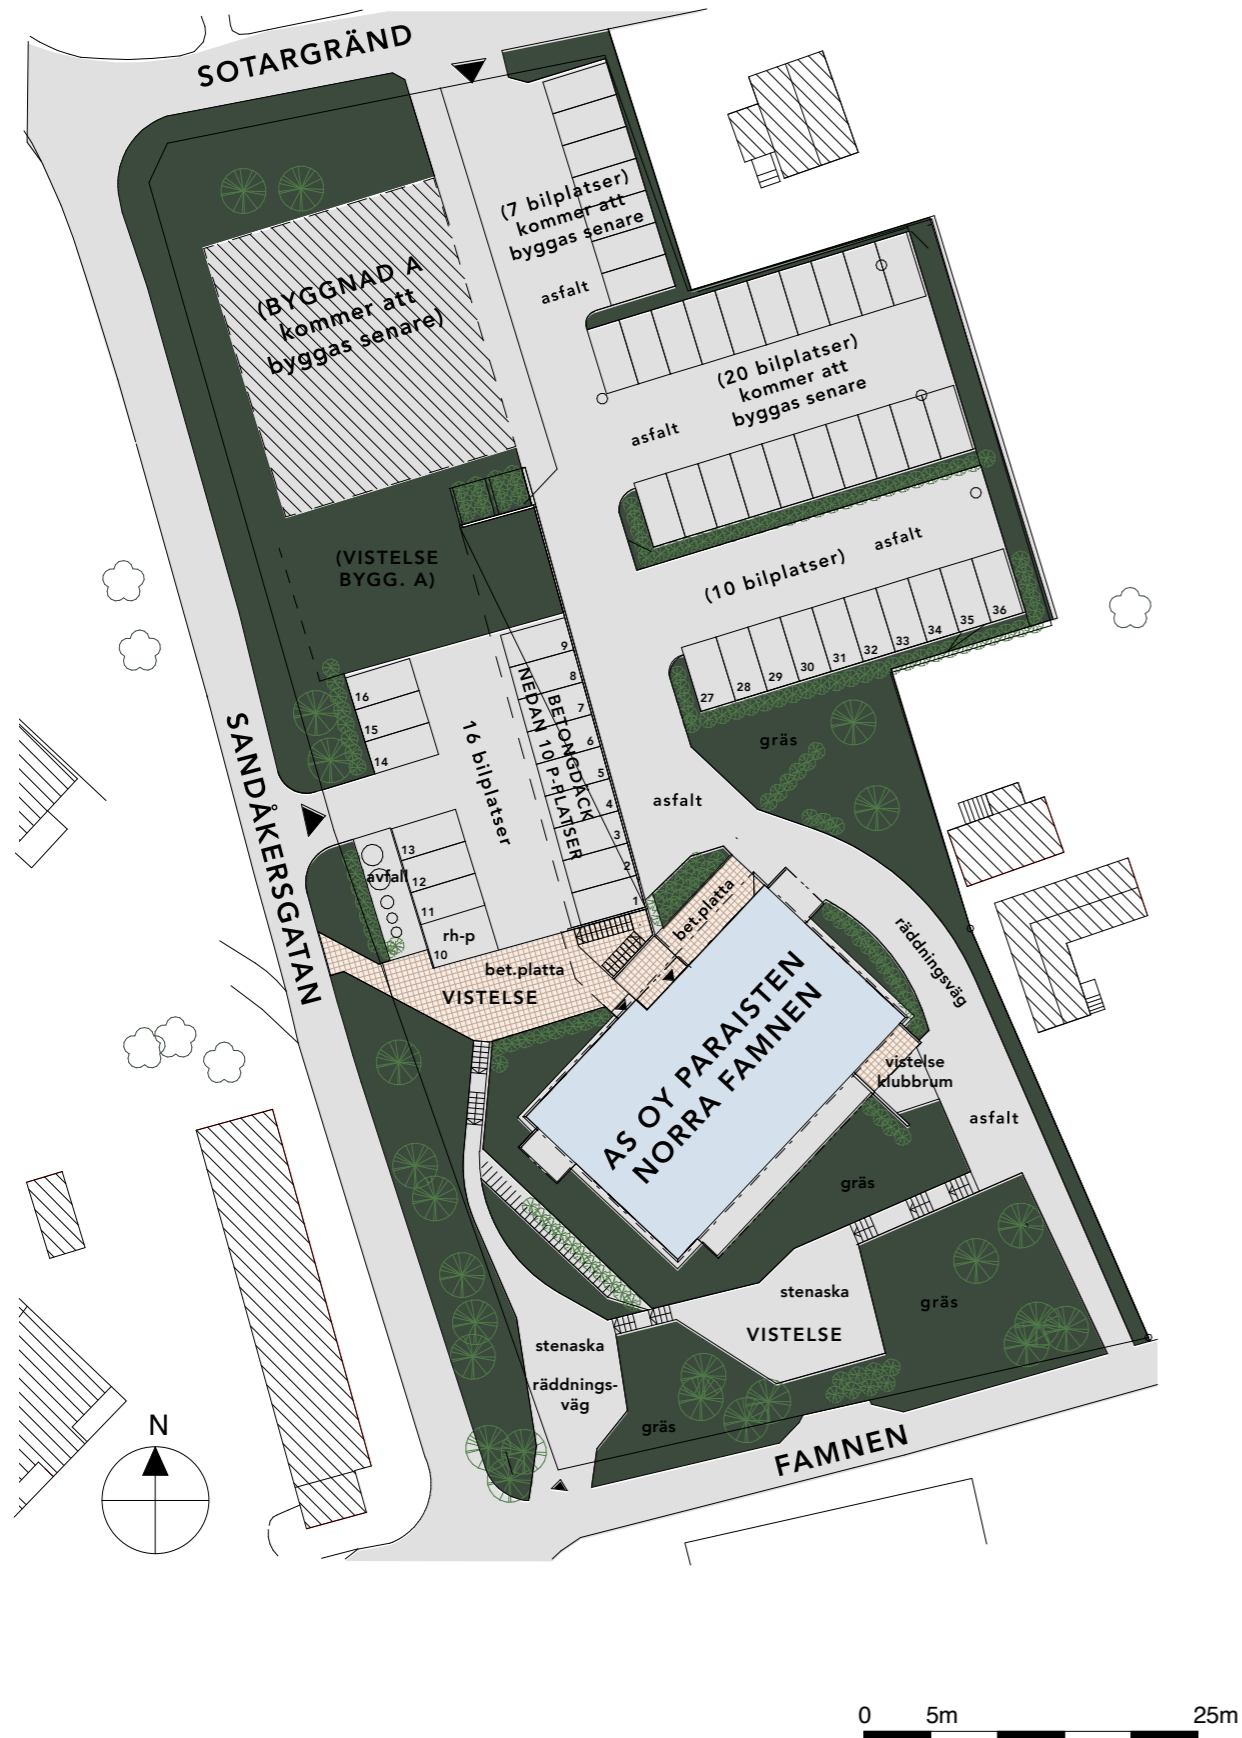 SOTARGRÄND
(7 bilplatser)
kommer att
byggas senare
asfalt
(BYGGNAD A
kommer att
byggas senare)
(20 bilplatser)
kommer att
byggas senare
asfalt
(VISTELSE
BYGG. A)
(10 bilplatser)
asfalt
36
35
34
33
32
31
30
29
28
27
9
8
7
6
5
4
3
2
1
16
15
14
SANDÅKERSGATAN
16 bilplatser
BETONGDÄCK
NEDAN 10 P-PLATSER
gräs
asfalt
13
12
11
10
avfall
rh-p
bet.platta
VISTELSE
bet.platta
räddningsväg
AS OY PARAISTEN
NORRA FAMNEN
vistelse
klubbrum
asfalt
gräs
stenaska
VISTELSE
gräs
stenaska
räddnings-
väg
gräs
FAMNEN
N
0 5m 25m